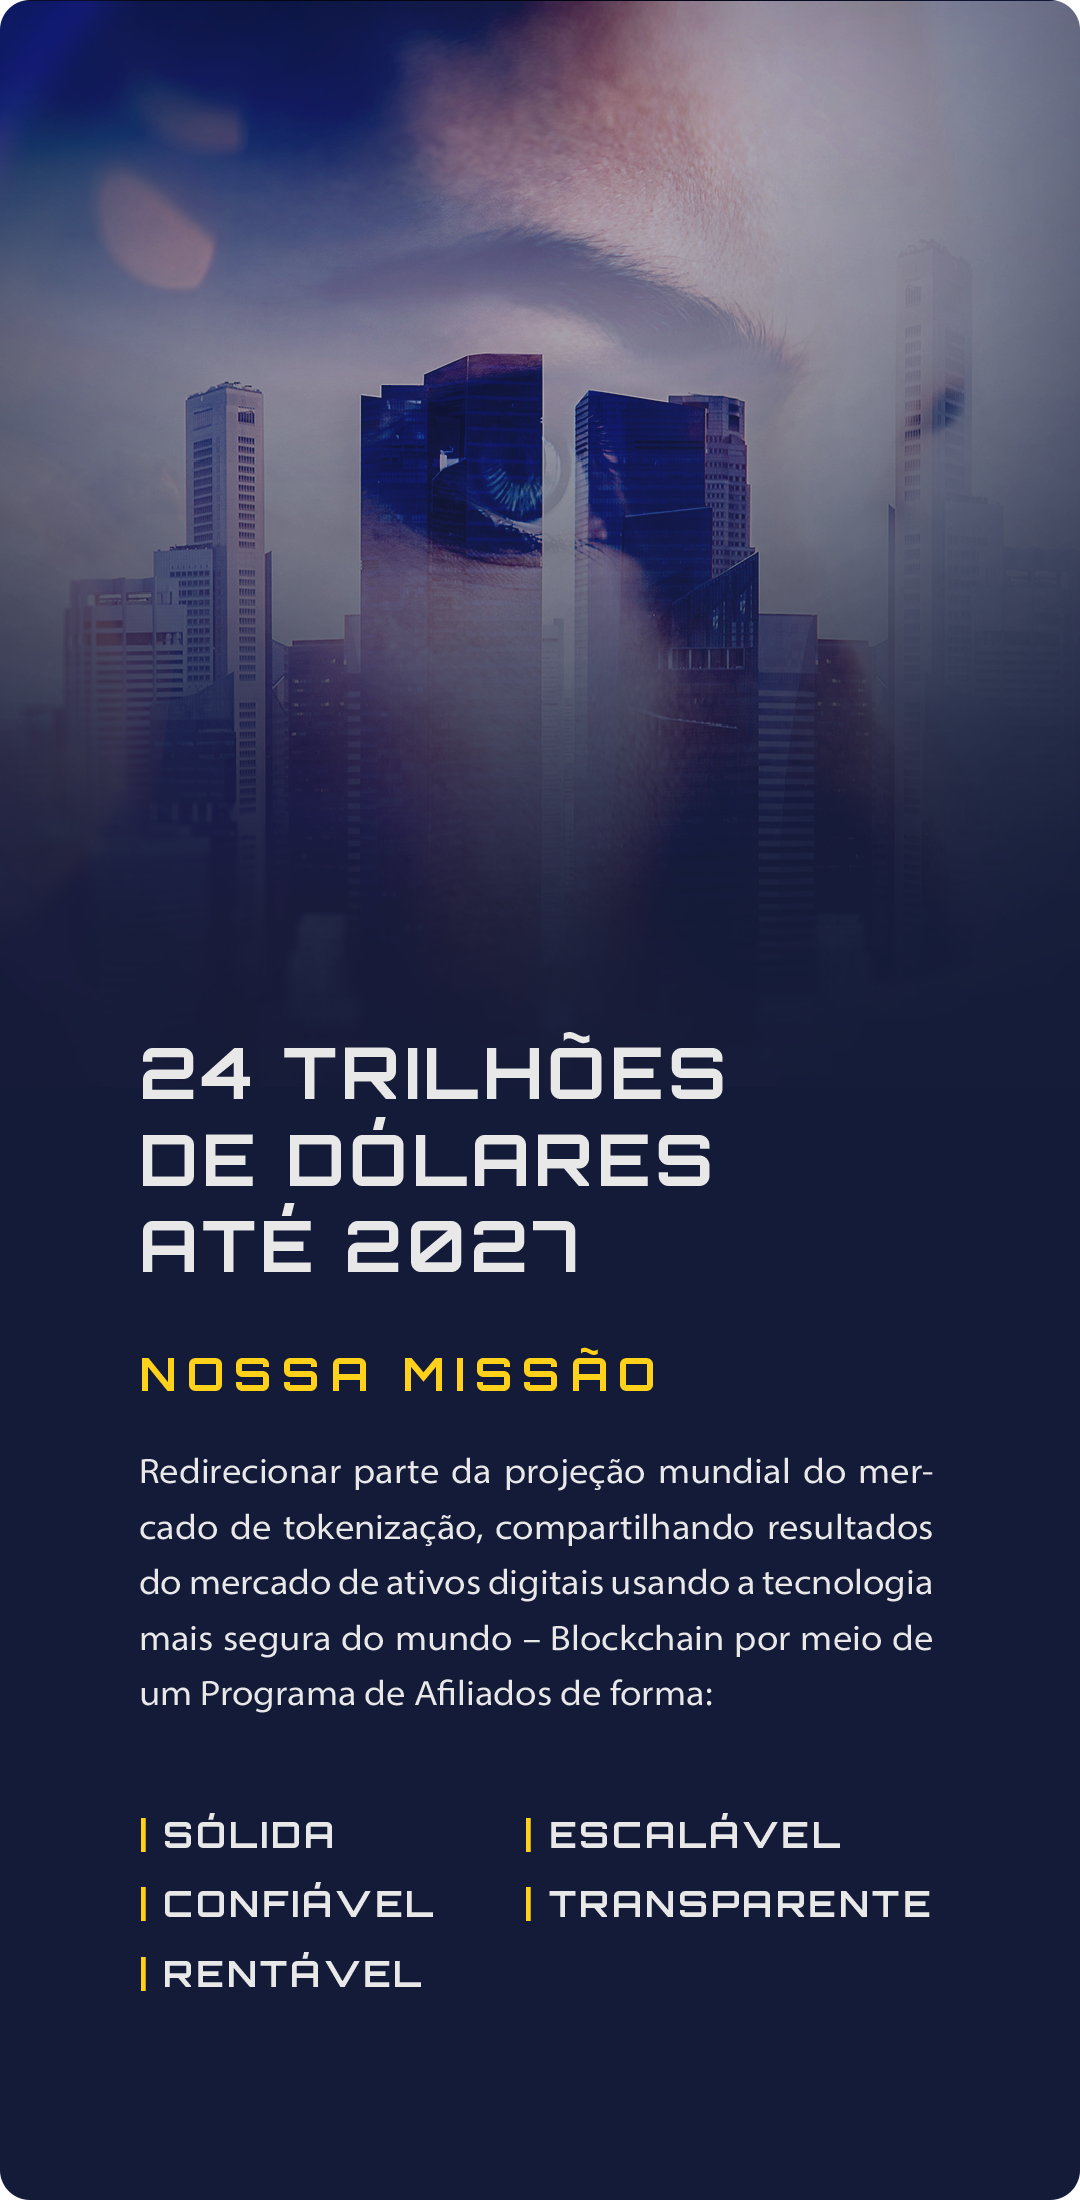 24 TRILHÕES
DE DÓLARES
ATÉ 2027
NOSSA MISSÃO
Redirecionar parte da projeção mundial do mer-
cado de tokenização, compartilhando resultados
do mercado de ativos digitais usando a tecnologia
mais segura do mundo – Blockchain por meio de
um Programa de Afiliados de forma:
| SÓLIDA
| CONFIÁVEL
| RENTÁVEL
| ESCALÁVEL
| TRANSPARENTE